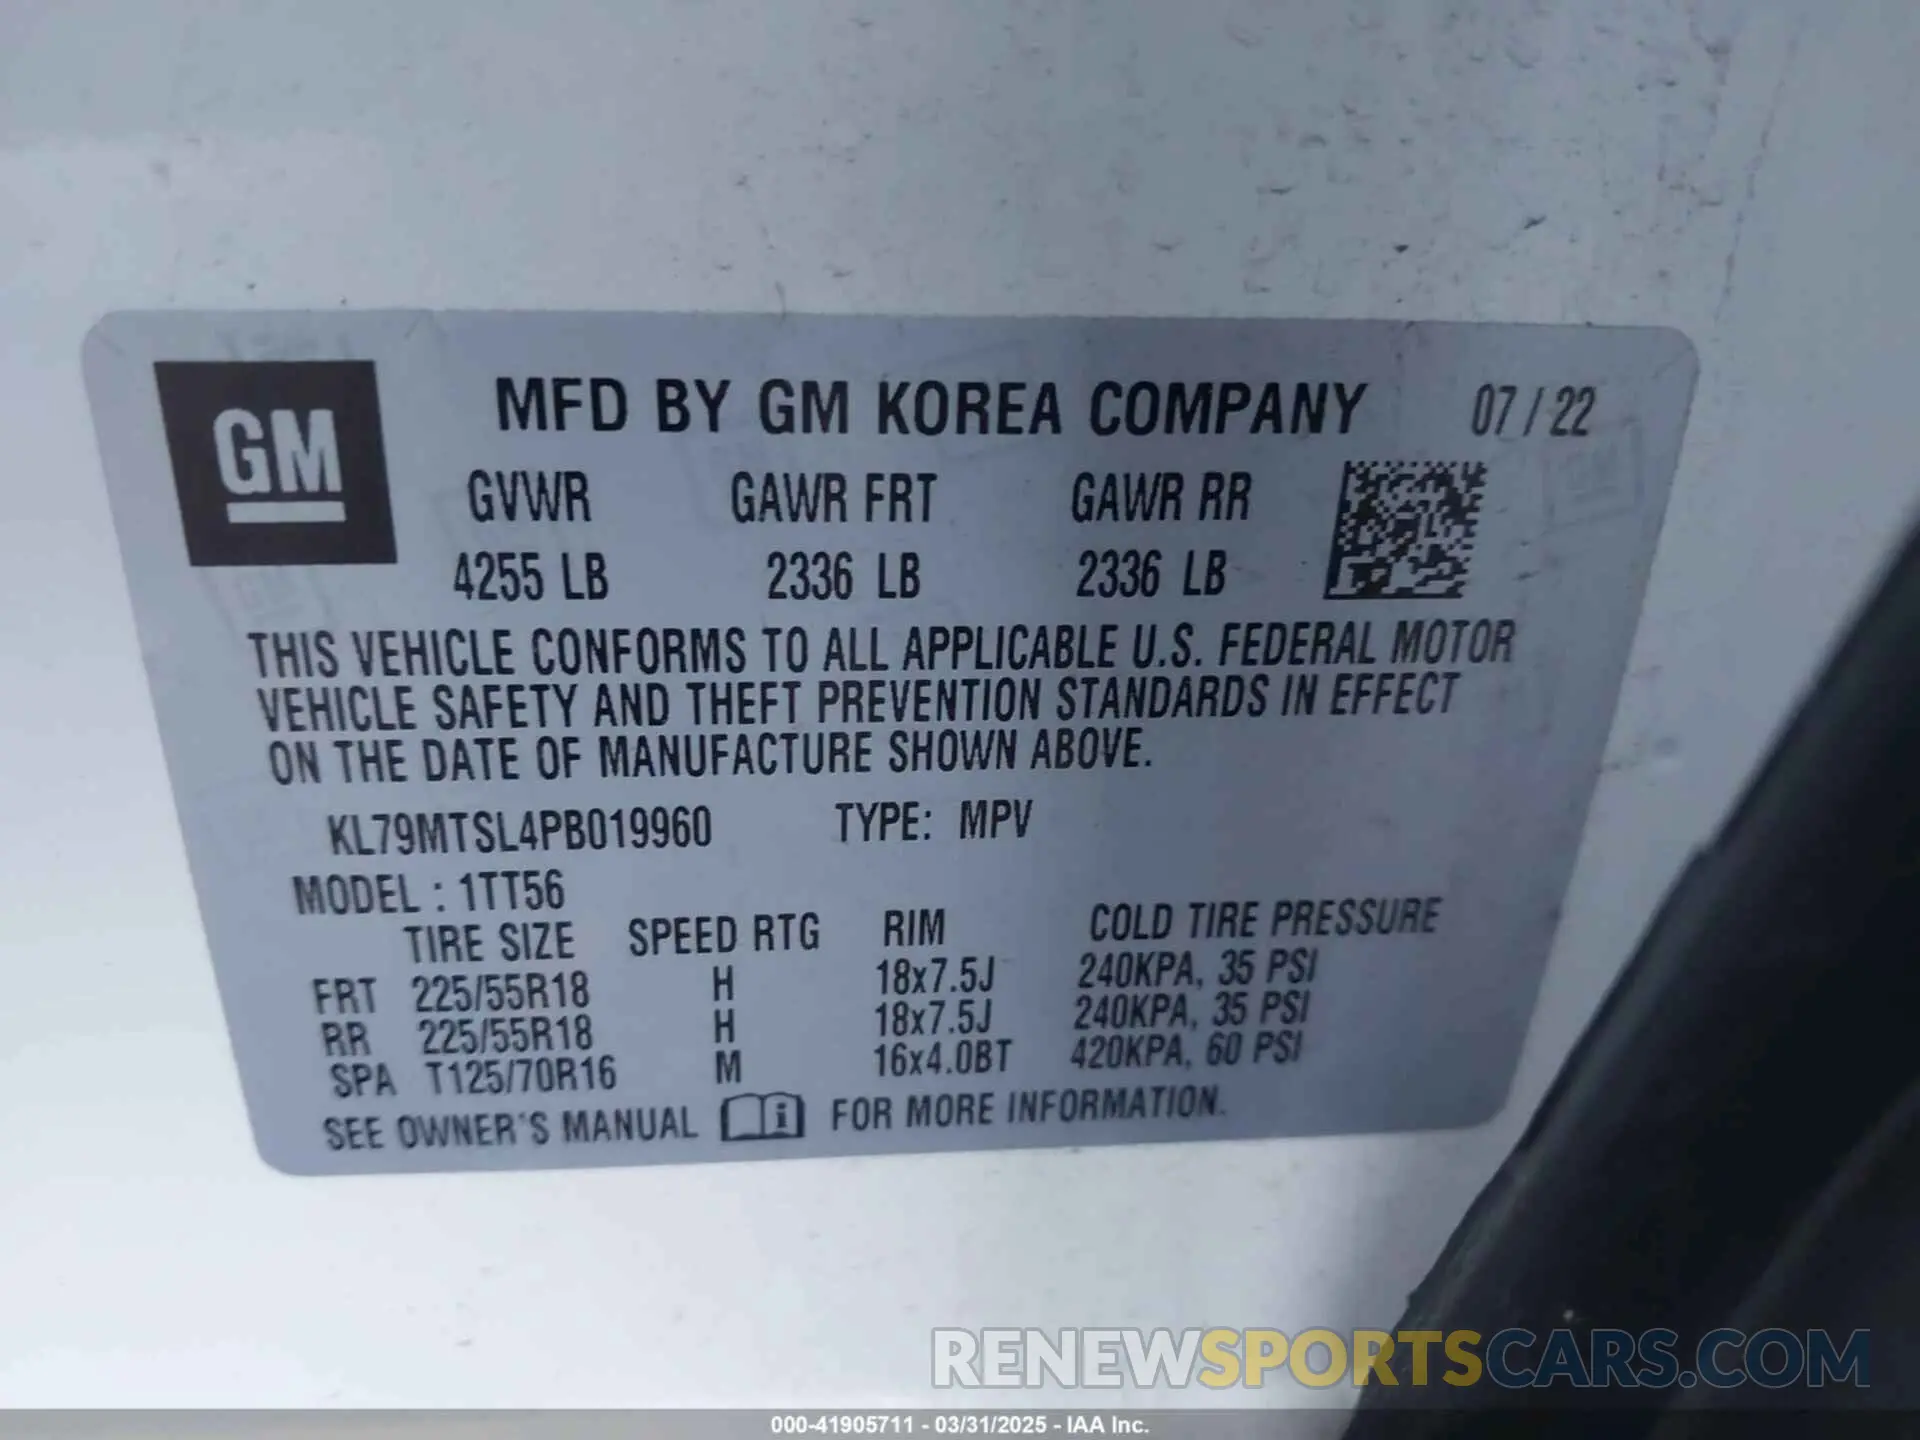 GM
MFD BY GM KOREA COMPANY 07 / 22
GVWR GAWR FRT GAWR RR
4255 LB 2336 LB 2336 LB
THIS VEHICLE CONFORMS TO ALL APPLICABLE U.S. FEDERAL MOTOR
VEHICLE SAFETY AND THEFT PREVENTION STANDARDS IN EFFECT
ON THE DATE OF MANUFACTURE SHOWN ABOVE.
KL79MTSL4PB019960 TYPE: MPV
MODEL : 1TT56
TIRE SIZE SPEED RTG RIM COLD TIRE PRESSURE
FRT 225/55R18 H 18x7.5J 240KPA, 35 PSI
RR 225/55R18 H 18x7.5J 240KPA, 35 PSI
SPA T125/70R16 M 16x4.0BT 420KPA, 60 PSI
SEE OWNER'S MANUAL i FOR MORE INFORMATION.
RENEWSPORTSCARS.COM
000-41905711 - 03/31/2025 - IAA Inc.